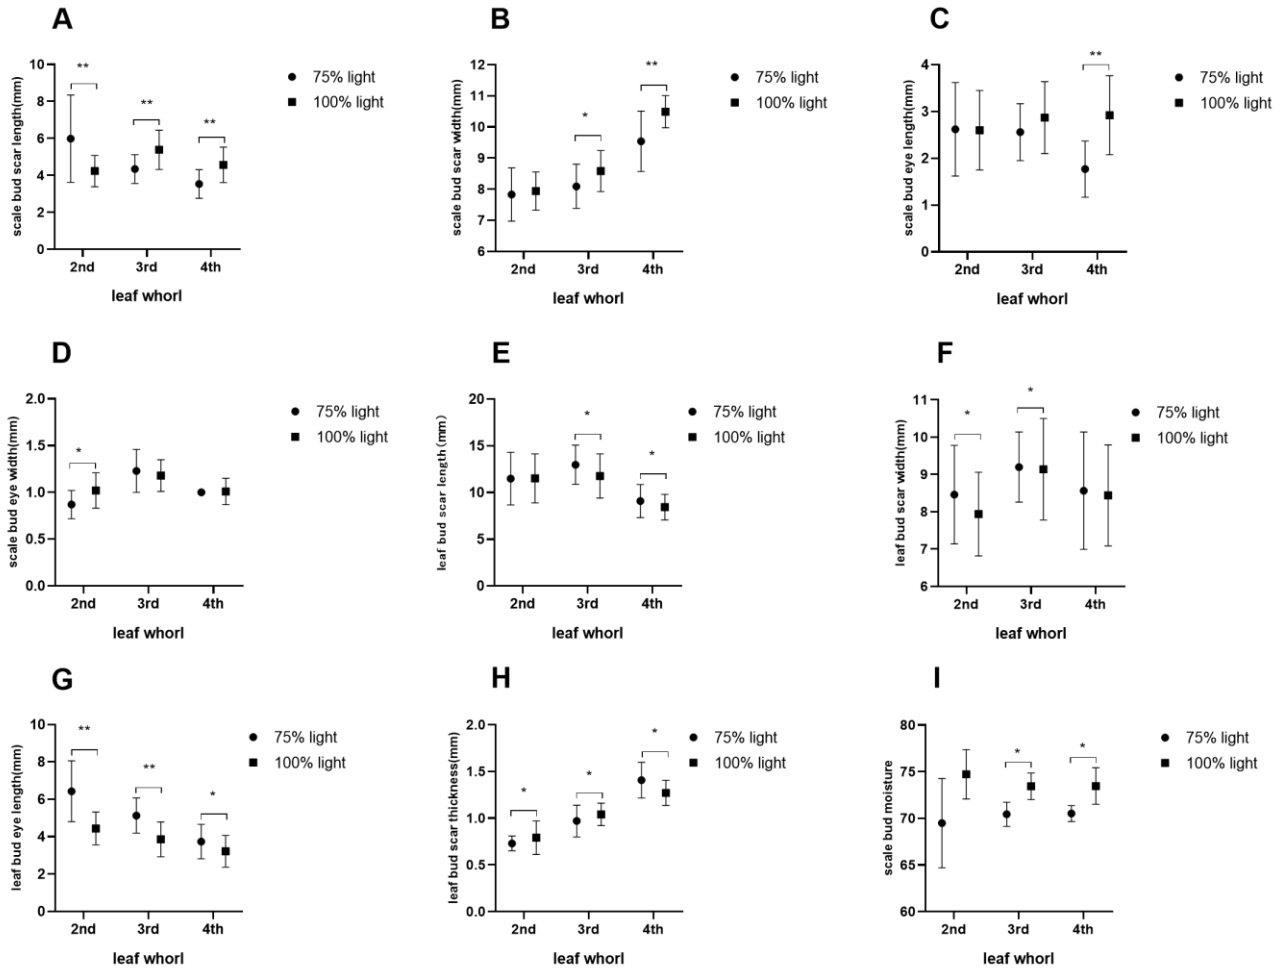 A
scale bud scar length(mm)
10
8
6
4
2
0
**
**
**
2nd 3rd 4th
leaf whorl
75% light
100% light
B
scale bud scar width(mm)
12
11
10
9
8
7
6
*
**
2nd 3rd 4th
leaf whorl
75% light
100% light
C
scale bud eye length(mm)
4
3
2
1
0
**
2nd 3rd 4th
leaf whorl
75% light
100% light
D
scale bud eye width(mm)
2.0
1.5
1.0
0.5
0.0
*
2nd 3rd 4th
leaf whorl
75% light
100% light
E
leaf bud scar length(mm)
20
15
10
5
0
*
*
2nd 3rd 4th
leaf whorl
75% light
100% light
F
leaf bud scar width(mm)
11
10
9
8
7
6
*
*
2nd 3rd 4th
leaf whorl
75% light
100% light
G
leaf bud eye length(mm)
10
8
6
4
2
0
**
**
*
2nd 3rd 4th
leaf whorl
75% light
100% light
H
leaf bud scar thickness(mm)
2.0
1.5
1.0
0.5
0.0
*
*
*
2nd 3rd 4th
leaf whorl
75% light
100% light
I
scale bud moisture
80
75
70
65
60
*
*
2nd 3rd 4th
leaf whorl
75% light
100% light